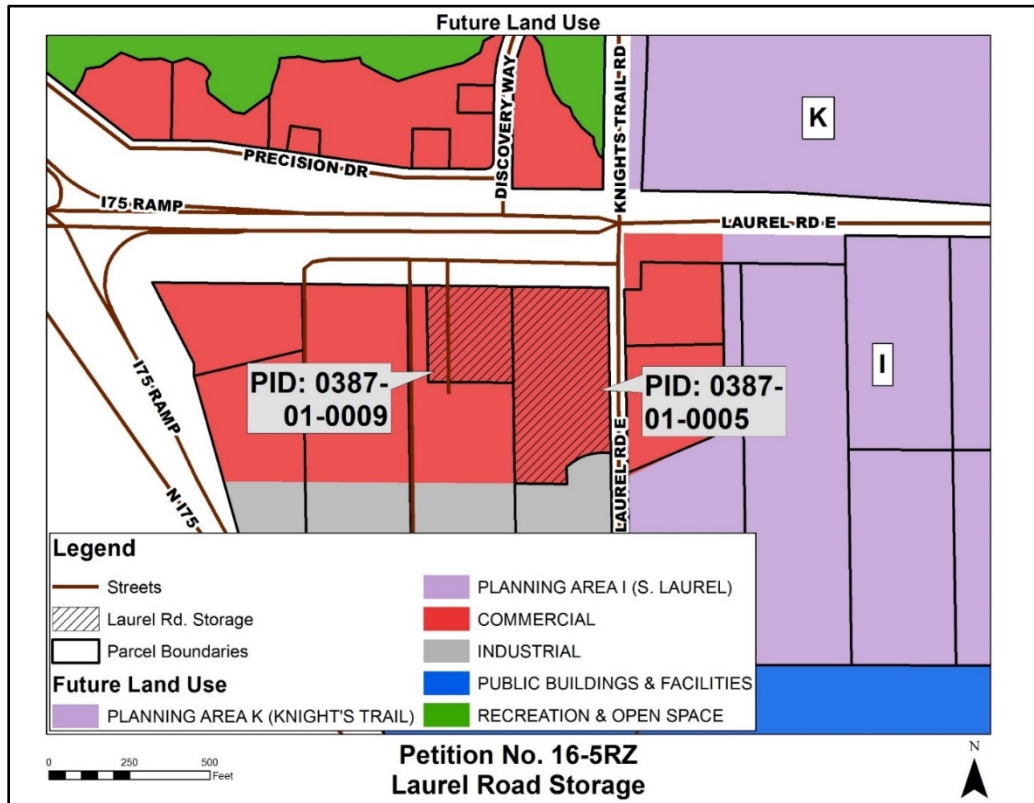 Future Land Use
K
DISCOVERY WAY
KNIGHTS TRAIL RD
PRECISION DR
I75 RAMP
LAUREL RD E
I75 RAMP
N I75
PID: 0387-
01-0009
PID: 0387-
01-0005
LAUREL RD E
I
Legend
Streets
Laurel Rd. Storage
Parcel Boundaries
Future Land Use
PLANNING AREA K (KNIGHT'S TRAIL)
PLANNING AREA I (S. LAUREL)
COMMERCIAL
INDUSTRIAL
PUBLIC BUILDINGS & FACILITIES
RECREATION & OPEN SPACE
0 250 500
Feet
Petition No. 16-5RZ
Laurel Road Storage
N